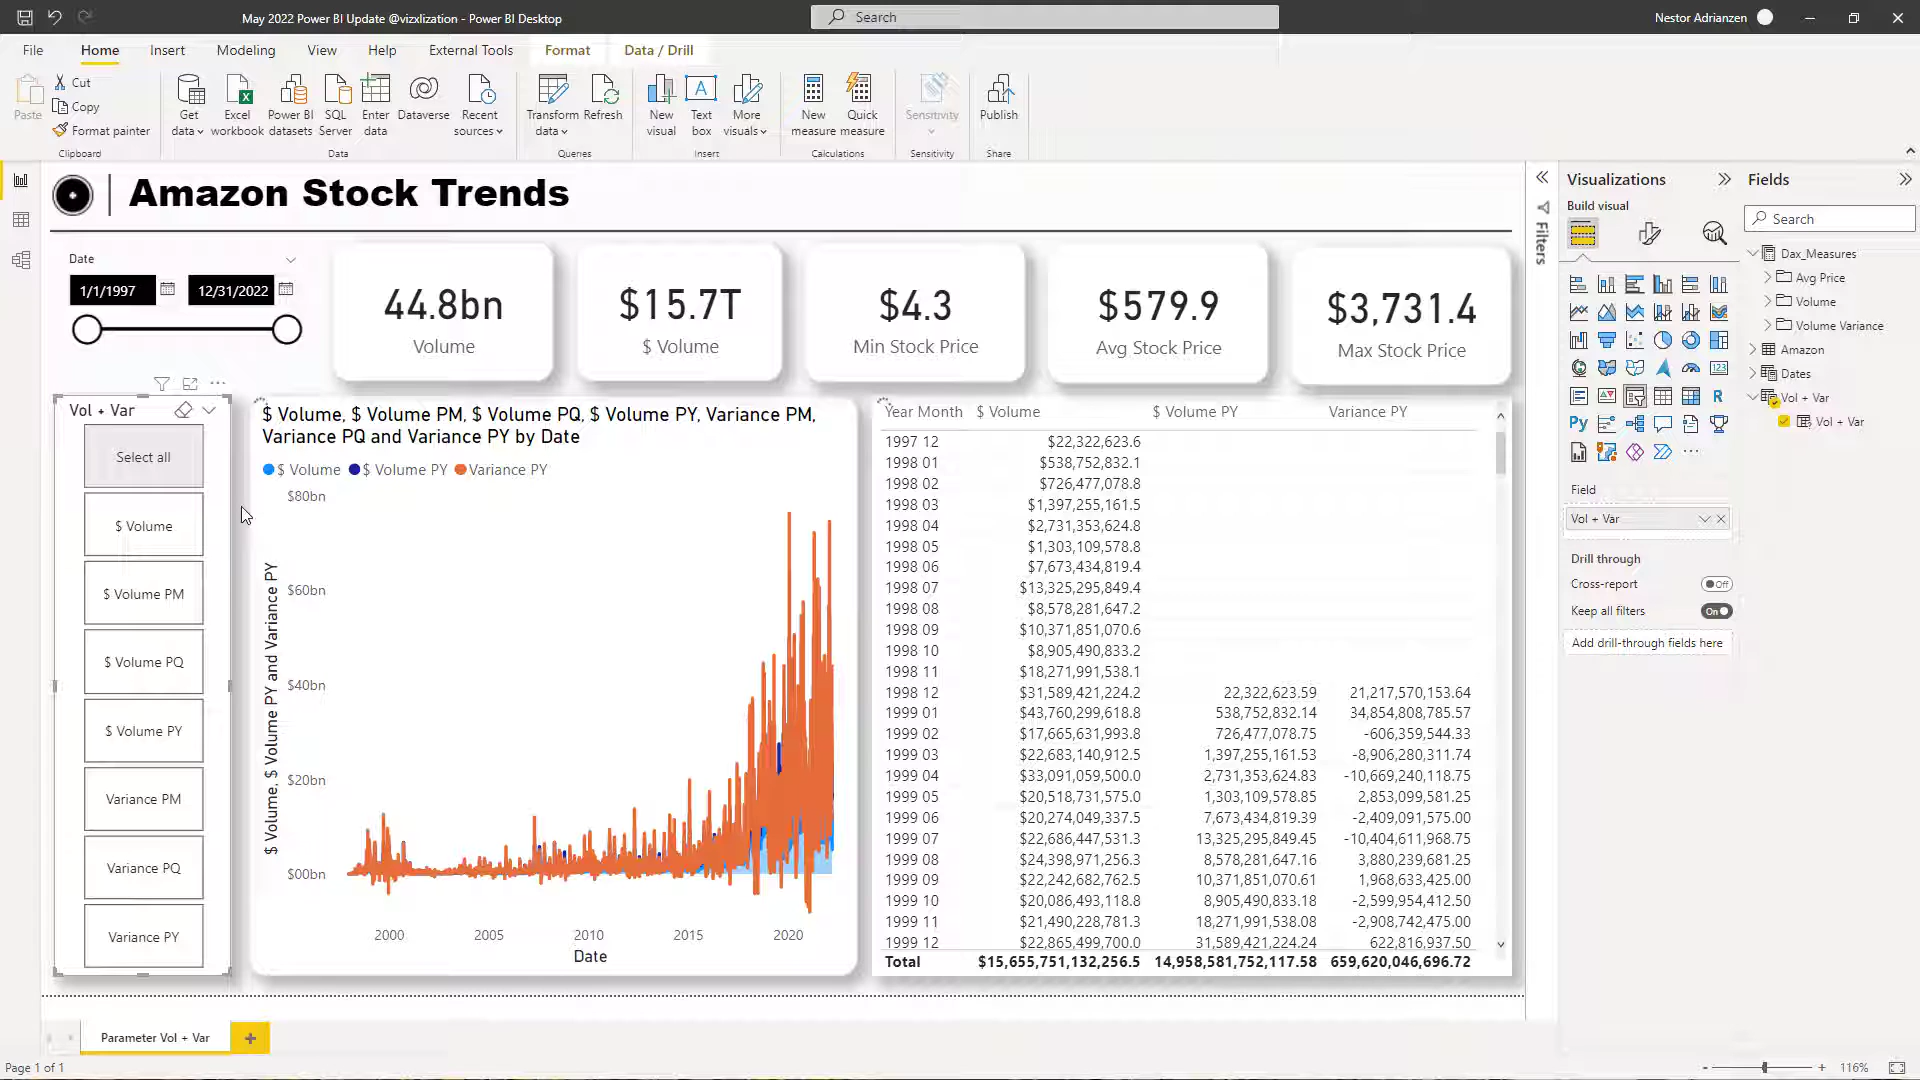 May 2022 Power BI Update @vizxlization - Power BI Desktop
Search
Nestor Adrianzen
File
Home
Insert
Modeling
View
Help
External Tools
Format
Data / Drill
Paste
Cut
Copy
Format painter
Clipboard
Get data
Excel workbook
Power BI datasets
SQL Server
Enter data
Dataverse
Recent sources
Data
Transform data
Refresh
Queries
New visual
Text box
More visuals
Insert
New measure
Quick measure
Calculations
Sensitivity
Sensitivity
Publish
Share
Amazon Stock Trends
Date
1/1/1997
12/31/2022
44.8bn
Volume
$15.7T
$ Volume
$4.3
Min Stock Price
$579.9
Avg Stock Price
$3,731.4
Max Stock Price
Vol + Var
Select all
$ Volume
$ Volume PM
$ Volume PQ
$ Volume PY
Variance PM
Variance PQ
Variance PY
$ Volume, $ Volume PM, $ Volume PQ, $ Volume PY, Variance PM,
Variance PQ and Variance PY by Date
$ Volume $ Volume PY Variance PY
$ Volume, $ Volume PY and Variance PY
$80bn
$60bn
$40bn
$20bn
$00bn
2000 2005 2010 2015 2020
Date
Year Month $ Volume $ Volume PY Variance PY
1997 12 $22,322,623.6
1998 01 $538,752,832.1
1998 02 $726,477,078.8
1998 03 $1,397,255,161.5
1998 04 $2,731,353,624.8
1998 05 $1,303,109,578.8
1998 06 $7,673,434,819.4
1998 07 $13,325,295,849.4
1998 08 $8,578,281,647.2
1998 09 $10,371,851,070.6
1998 10 $8,905,490,833.2
1998 11 $18,271,991,538.1
1998 12 $31,589,421,224.2 22,322,623.59 21,217,570,153.64
1999 01 $43,760,299,618.8 538,752,832.14 34,854,808,785.57
1999 02 $17,665,631,993.8 726,477,078.75 -606,359,544.33
1999 03 $22,683,140,912.5 1,397,255,161.53 -8,906,280,311.74
1999 04 $33,091,059,500.0 2,731,353,624.83 -10,669,240,118.75
1999 05 $20,518,731,575.0 1,303,109,578.85 2,853,099,581.25
1999 06 $20,274,049,337.5 7,673,434,819.39 -2,409,091,575.00
1999 07 $22,686,447,531.3 13,325,295,849.45 -10,404,611,968.75
1999 08 $24,398,971,256.3 8,578,281,647.16 3,880,239,681.25
1999 09 $22,242,682,762.5 10,371,851,070.61 1,968,633,425.00
1999 10 $20,086,493,118.8 8,905,490,833.18 -2,599,954,412.50
1999 11 $21,490,228,781.3 18,271,991,538.08 -2,908,742,475.00
1999 12 $22,865,499,700.0 31,589,421,224.24 622,816,937.50
Total $15,655,751,132,256.5 14,958,581,752,117.58 659,620,046,696.72
Filters
Visualizations
Build visual
123
R
Py
Field
Vol + Var
Drill through
Cross-report
Off
Keep all filters
On
Add drill-through fields here
Fields
Search
Dax_Measures
Avg Price
Volume
Volume Variance
Amazon
Dates
Vol + Var
Vol + Var
Parameter Vol + Var
Page 1 of 1
116%